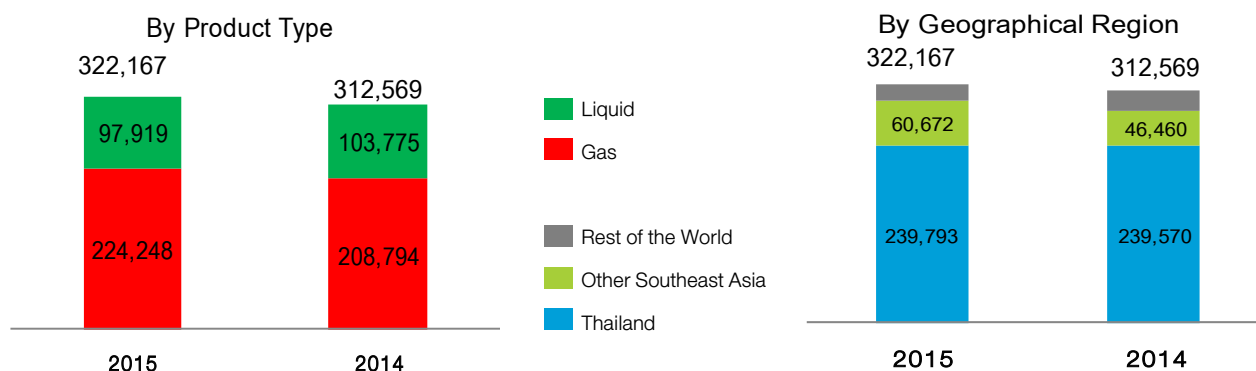 By Product Type
322,167
312,569
97,919
103,775
224,248
208,794
2015
2014
Liquid
Gas
Rest of the World
Other Southeast Asia
Thailand
By Geographical Region
322,167
312,569
60,672
46,460
239,793
239,570
2015
2014